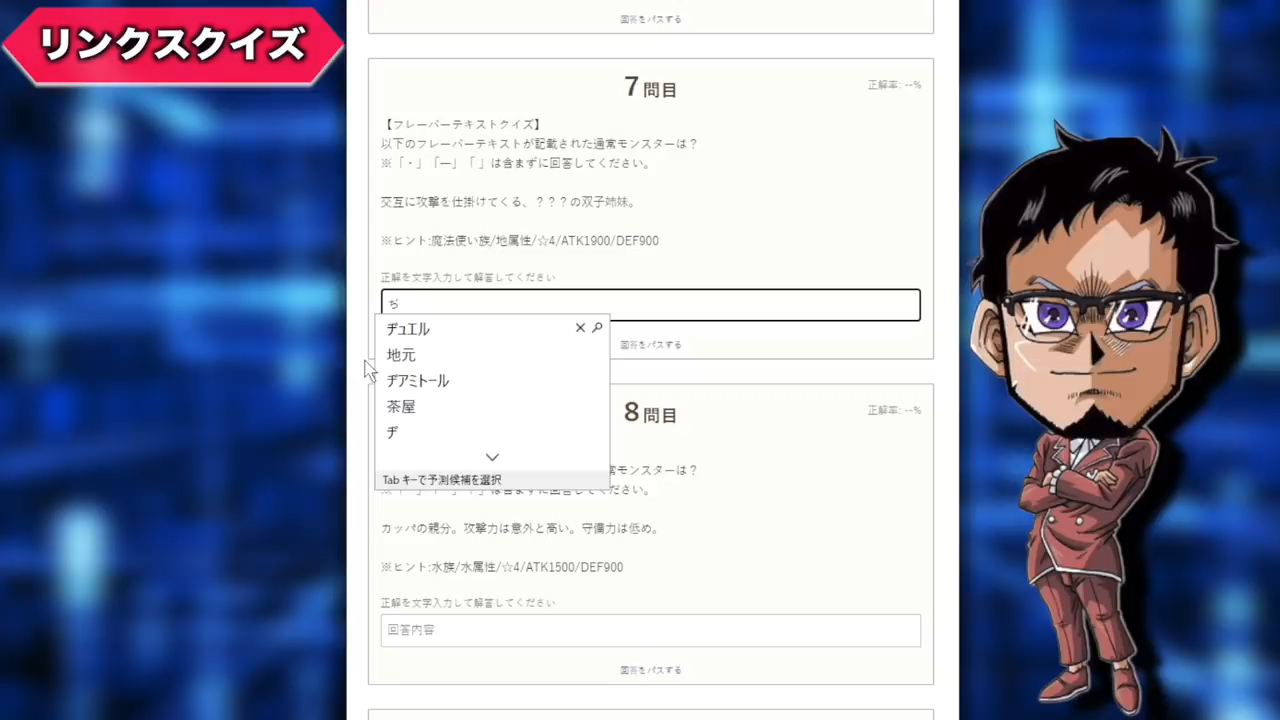 リンクスクイズ
回答をパスする
7問目
正解率: --%
【フレーバーテキストクイズ】
以下のフレーバーテキストが記載された通常モンスターは？
※「・」「―」「 」は含まずに回答してください。
交互に攻撃を仕掛けてくる、？？？の双子姉妹。
※ヒント:魔法使い族/地属性/☆4/ATK1900/DEF900
正解を文字入力して解答してください
ぢ
ヂュエル
地元
ヂアミトール
茶屋
ヂ
Tab キーで予測候補を選択
回答をパスする
8問目
正解率: --%
常モンスターは？
ださい。
カッパの親分。攻撃力は意外と高い。守備力は低め。
※ヒント:水族/水属性/☆4/ATK1500/DEF900
正解を文字入力して解答してください
回答内容
回答をパスする